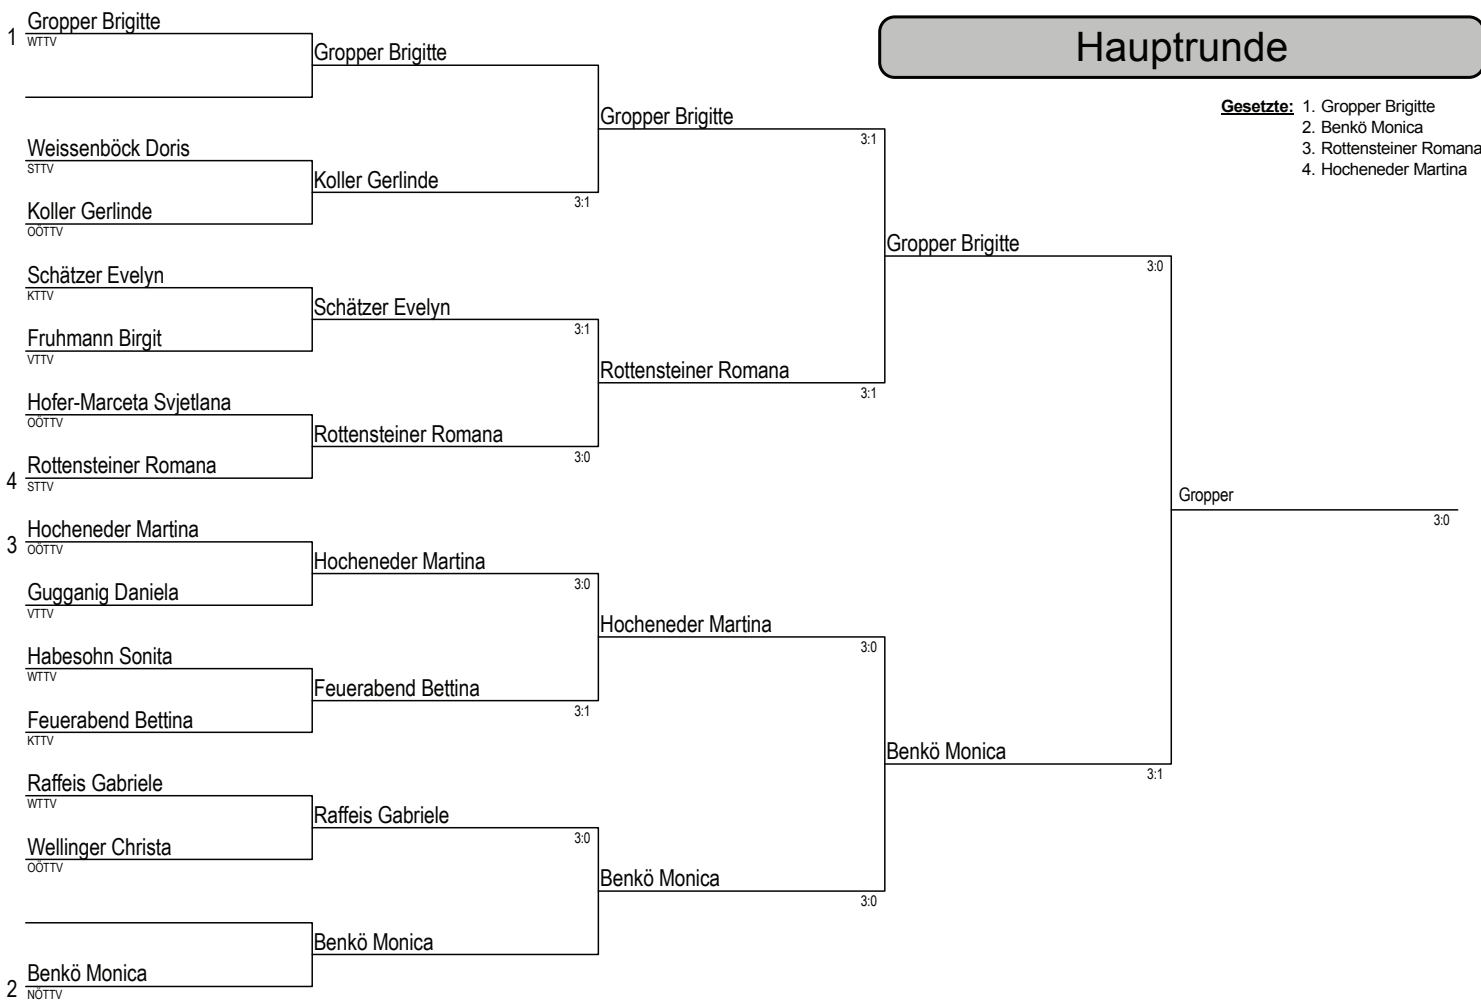 Hauptrunde
Gesetzte: 1. Gropper Brigitte
2. Benkö Monica
3. Rottensteiner Romana
4. Hocheneder Martina
1 Gropper Brigitte
WTTV
Weissenböck Doris
STTV
Koller Gerlinde
OÖTTV
Schätzer Evelyn
KTTV
Fruhmann Birgit
VTTV
Hofer-Marceta Svjetlana
OÖTTV
4 Rottensteiner Romana
STTV
3 Hocheneder Martina
OÖTTV
Gugganig Daniela
VTTV
Habesohn Sonita
WTTV
Feuerabend Bettina
KTTV
Raffeis Gabriele
WTTV
Wellinger Christa
OÖTTV
2 Benkö Monica
NÖTTV
Gropper Brigitte
Koller Gerlinde
3:1
Schätzer Evelyn
3:1
Rottensteiner Romana
3:0
Hocheneder Martina
3:0
Feuerabend Bettina
3:1
Raffeis Gabriele
3:0
Benkö Monica
Gropper Brigitte
3:1
Rottensteiner Romana
3:1
Hocheneder Martina
3:0
Benkö Monica
3:0
Gropper Brigitte
3:0
Benkö Monica
3:1
Gropper
3:0